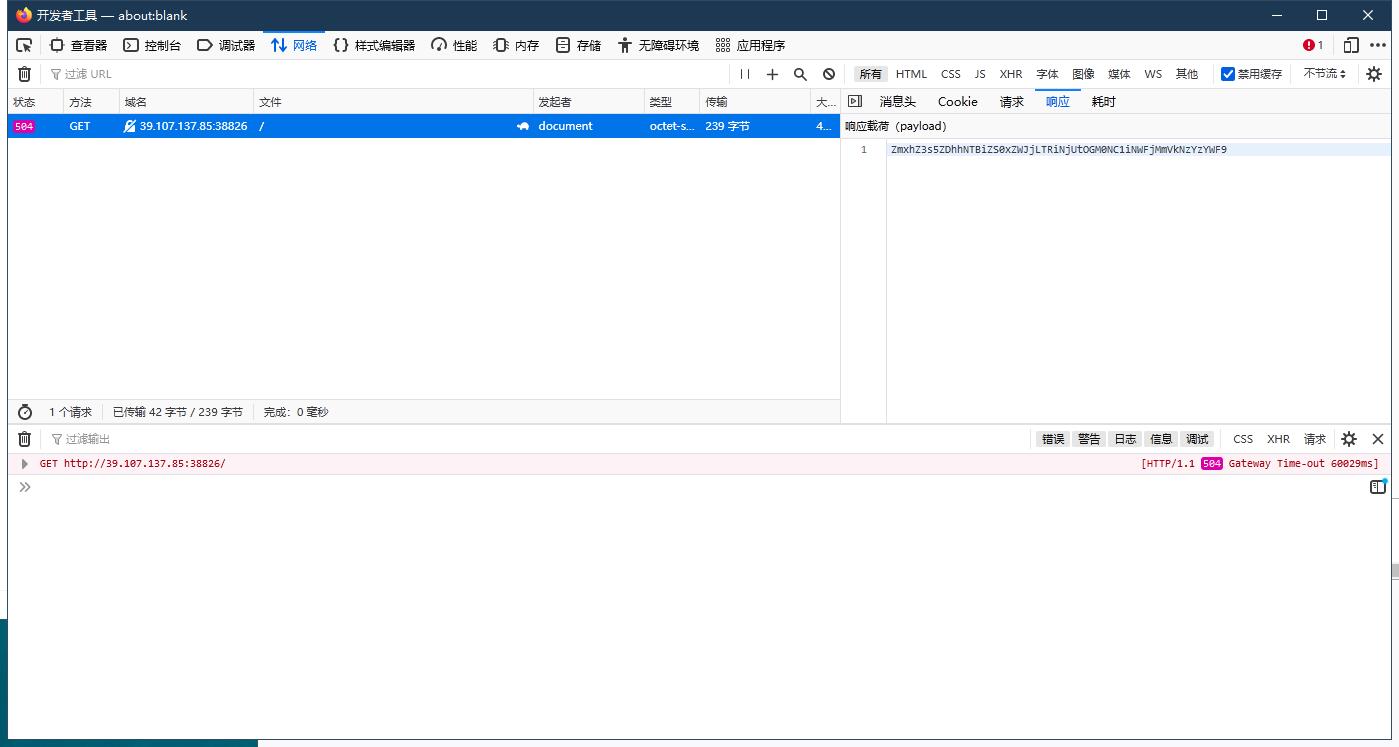 开发者工具 — about:blank
查看器 控制台 调试器 网络 样式编辑器 性能 内存 存储 无障碍环境 应用程序 1
过滤 URL 所有 HTML CSS JS XHR 字体 图像 媒体 WS 其他 禁用缓存 不节流
状态 方法 域名 文件 发起者 类型 传输 大... 消息头 Cookie 请求 响应 耗时
504 GET 39.107.137.85:38826 / document octet-s... 239 字节 4...
响应载荷（payload）
1 ZmxhZ3s5ZDhhNTBiZS0xZWJjLTRiNjUtOGM0NC1iNWFjMmVkNzYzYWF9
1 个请求 已传输 42 字节 / 239 字节 完成：0 毫秒
过滤输出 错误 警告 日志 信息 调试 CSS XHR 请求
GET http://39.107.137.85:38826/ [HTTP/1.1 504 Gateway Time-out 60029ms]